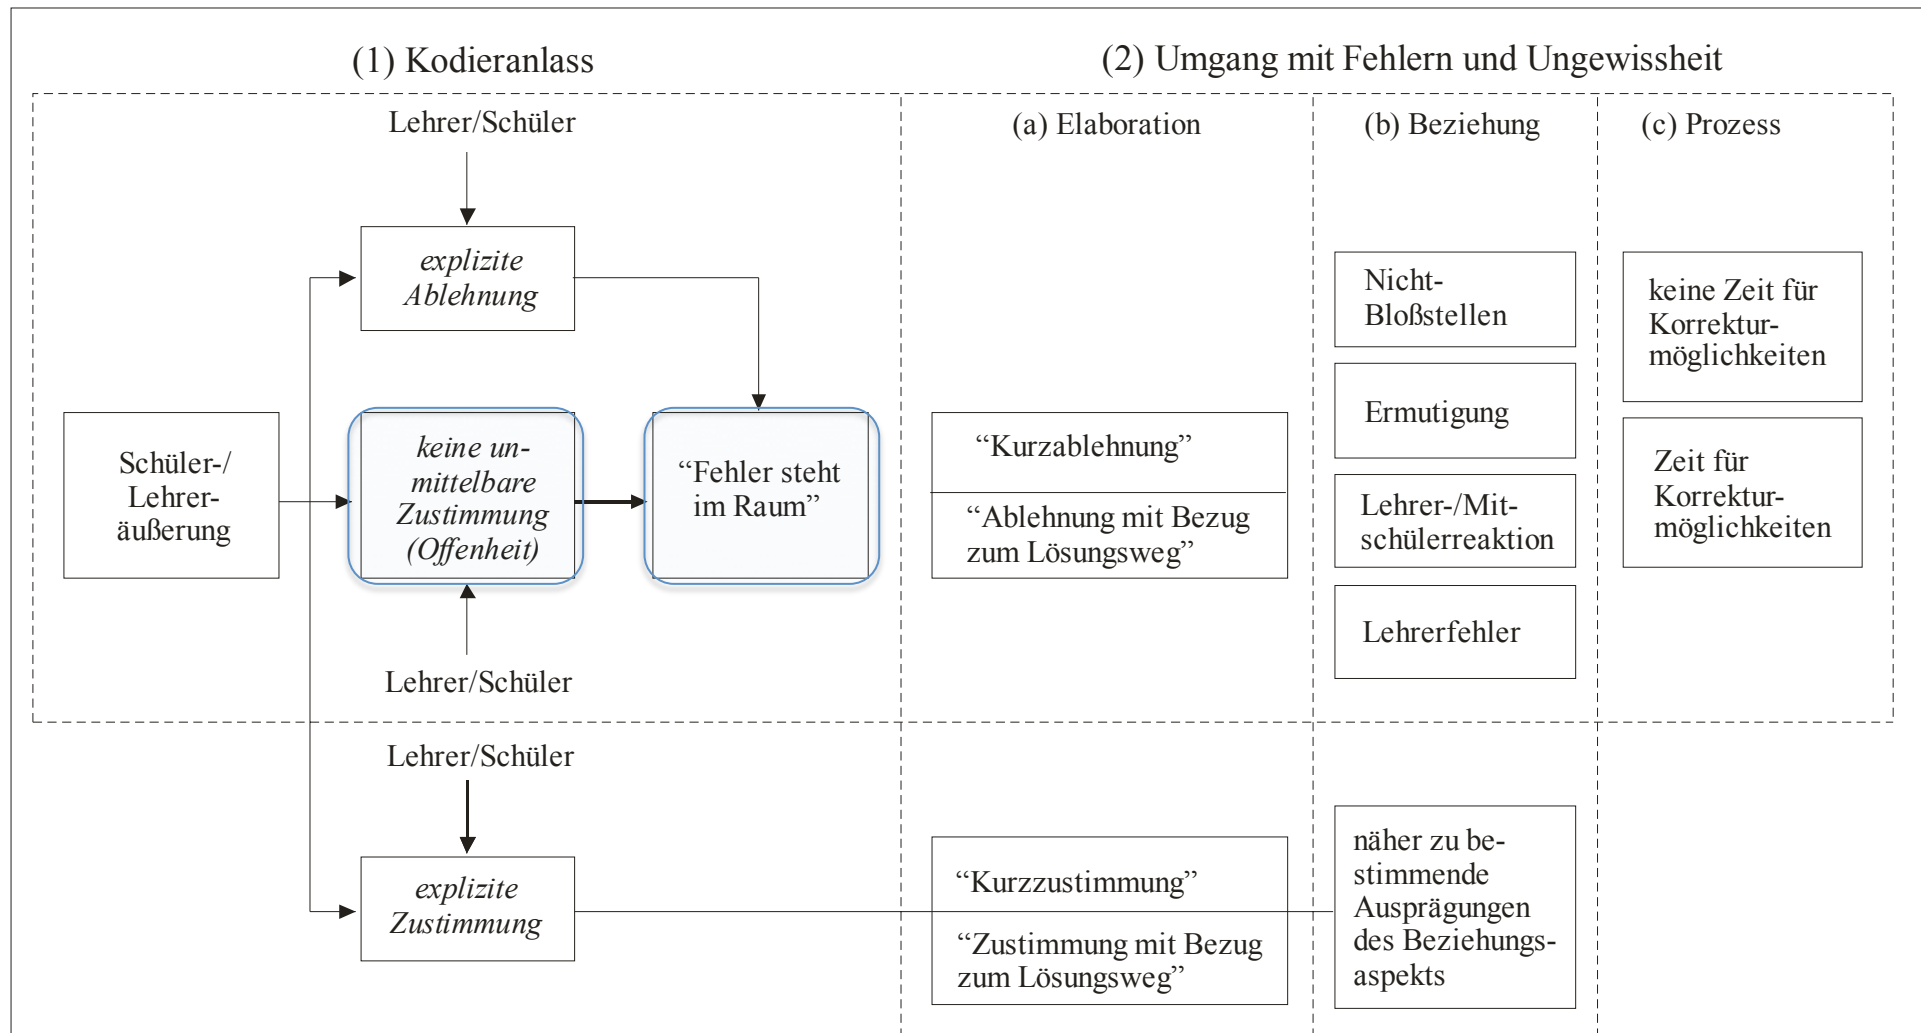 (1) Kodieranlass
(2) Umgang mit Fehlern und Ungewissheit
Lehrer/Schüler
(a) Elaboration
(b) Beziehung
(c) Prozess
explizite
Ablehnung
Schüler-/
Lehrer-
äußerung
keine un-
mittelbare
Zustimmung
(Offenheit)
“Fehler steht
im Raum”
Lehrer/Schüler
“Kurzablehnung”
“Ablehnung mit Bezug
zum Lösungsweg”
Nicht-
Bloßstellen
Ermutigung
Lehrer-/Mit-
schülerreaktion
Lehrerfehler
keine Zeit für
Korrektur-
möglichkeiten
Zeit für
Korrektur-
möglichkeiten
Lehrer/Schüler
explizite
Zustimmung
“Kurzzustimmung”
“Zustimmung mit Bezug
zum Lösungsweg”
näher zu be-
stimmende
Ausprägungen
des Beziehungs-
aspekts